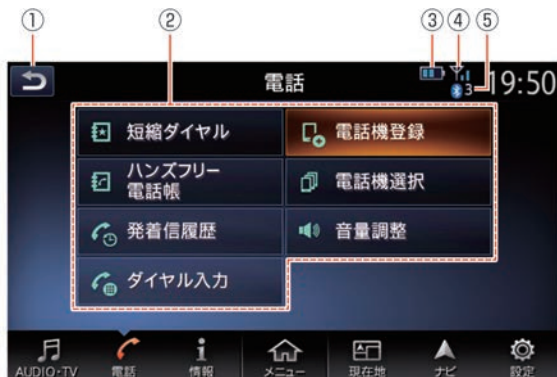 ① ② ③ ④ ⑤
電話 3 19:50
短縮ダイヤル 電話機登録
ハンズフリー
電話帳 電話機選択
発着信履歴 音量調整
ダイヤル入力
AUDIO・TV 電話 情報 メニュー 現在地 ナビ 設定